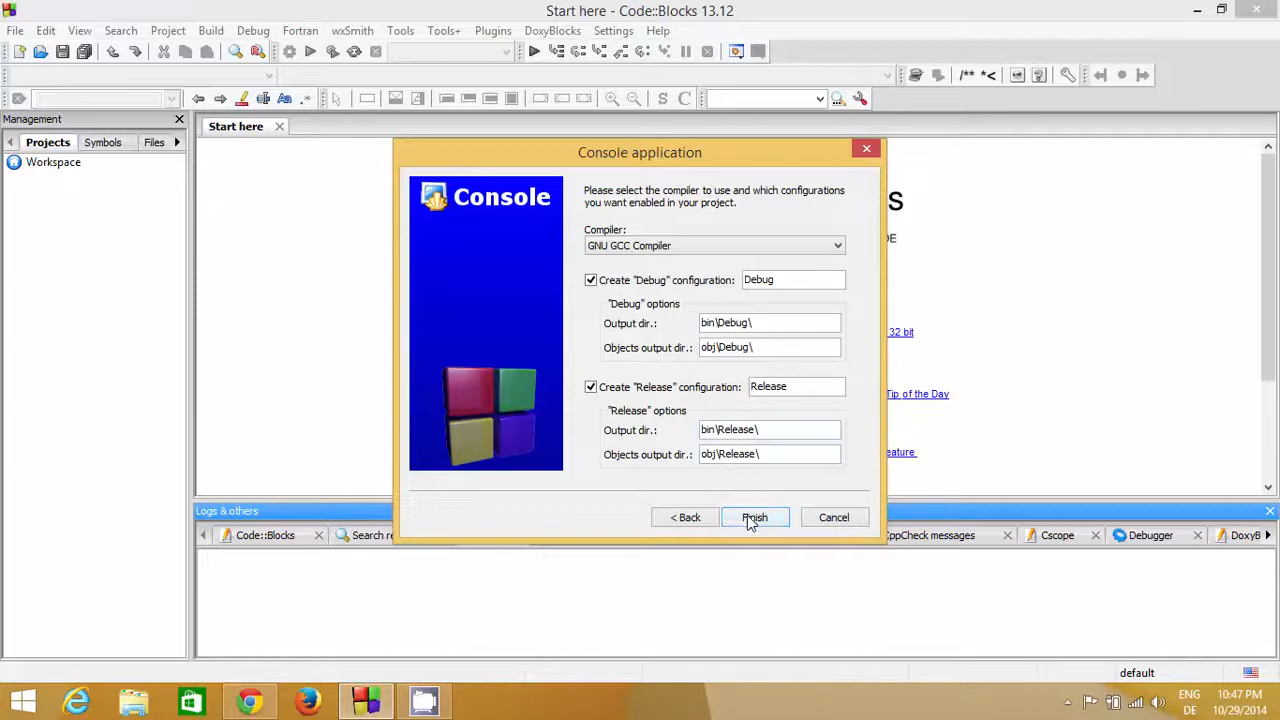 Start here - Code::Blocks 13.12
File Edit View Search Project Build Debug Fortran wxSmith Tools Tools+ Plugins DoxyBlocks Settings Help
/** *<
S C
Management
Projects Symbols Files
Workspace
Start here
Console application
Console
Please select the compiler to use and which configurations
you want enabled in your project.
Compiler:
GNU GCC Compiler
Create "Debug" configuration: Debug
"Debug" options
Output dir.: bin\Debug\
Objects output dir.: obj\Debug\
Create "Release" configuration: Release
"Release" options
Output dir.: bin\Release\
Objects output dir.: obj\Release\
< Back Finish Cancel
S
DE
32 bit
Tip of the Day
eature
Logs & others
Code::Blocks Search re CppCheck messages Cscope Debugger DoxyB
default
ENG 10:47 PM
DE 10/29/2014